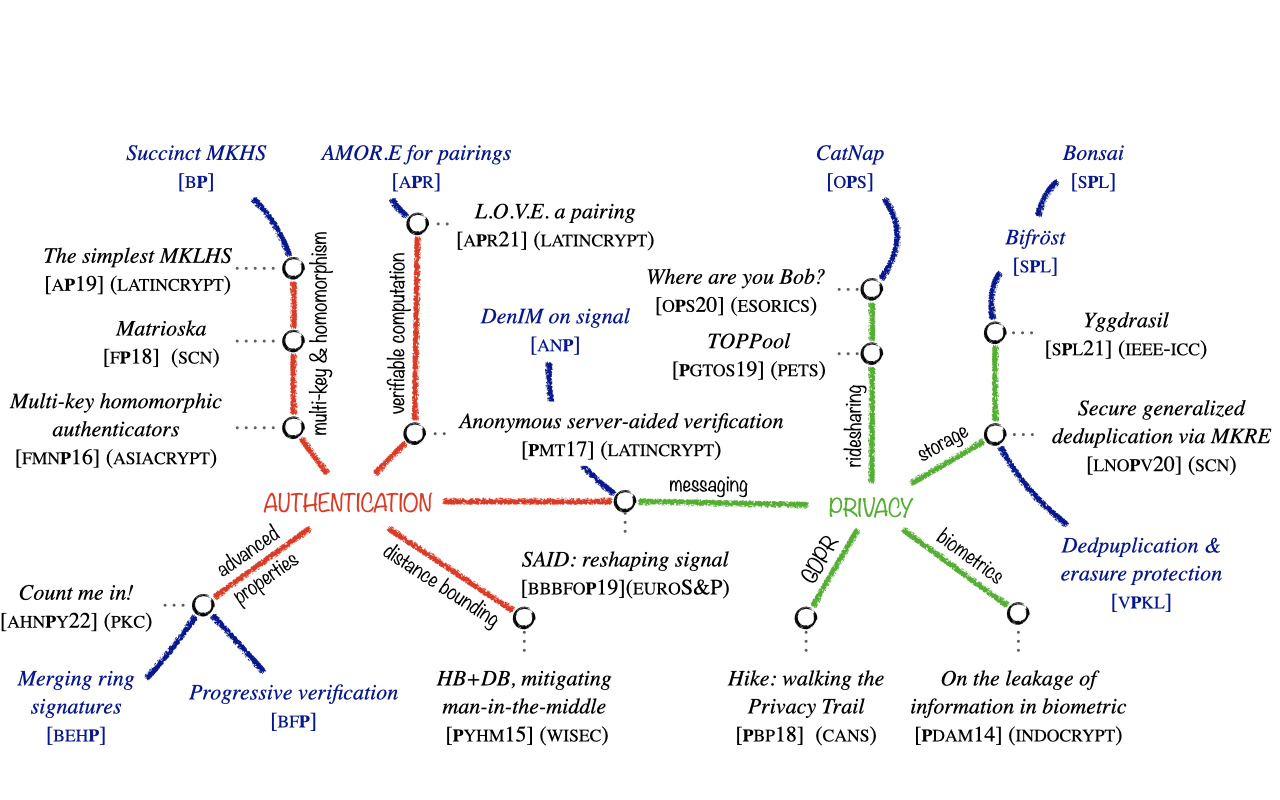 Succinct MKHS
[BP]
AMOR.E for pairings
[APR]
CatNap
[OPS]
Bonsai
[SPL]
L.O.V.E. a pairing
[APR21] (LATINCRYPT)
Bifröst
[SPL]
The simplest MKLHS
[AP19] (LATINCRYPT)
multi-key & homomorphism
verifiable computation
Where are you Bob?
[OPS20] (ESORICS)
DenIM on signal
[ANP]
Matrioska
[FP18] (SCN)
TOPPool
[PGTOS19] (PETS)
Yggdrasil
[SPL21] (IEEE-ICC)
Multi-key homomorphic
authenticators
[FMNP16] (ASIACRYPT)
Anonymous server-aided verification
[PMT17] (LATINCRYPT)
ridesharing
storage
Secure generalized
deduplication via MKRE
[LNOPV20] (SCN)
AUTHENTICATION
messaging
PRIVACY
advanced
properties
distance bounding
SAID: reshaping signal
[BBBFOP19](EUROS&P)
GDPR
biometrics
Dedpuplication &
erasure protection
[VPKL]
Count me in!
[AHNPY22] (PKC)
Merging ring
signatures
[BEHP]
Progressive verification
[BFP]
HB+DB, mitigating
man-in-the-middle
[PYHM15] (WISEC)
Hike: walking the
Privacy Trail
[PBP18] (CANS)
On the leakage of
information in biometric
[PDAM14] (INDOCRYPT)